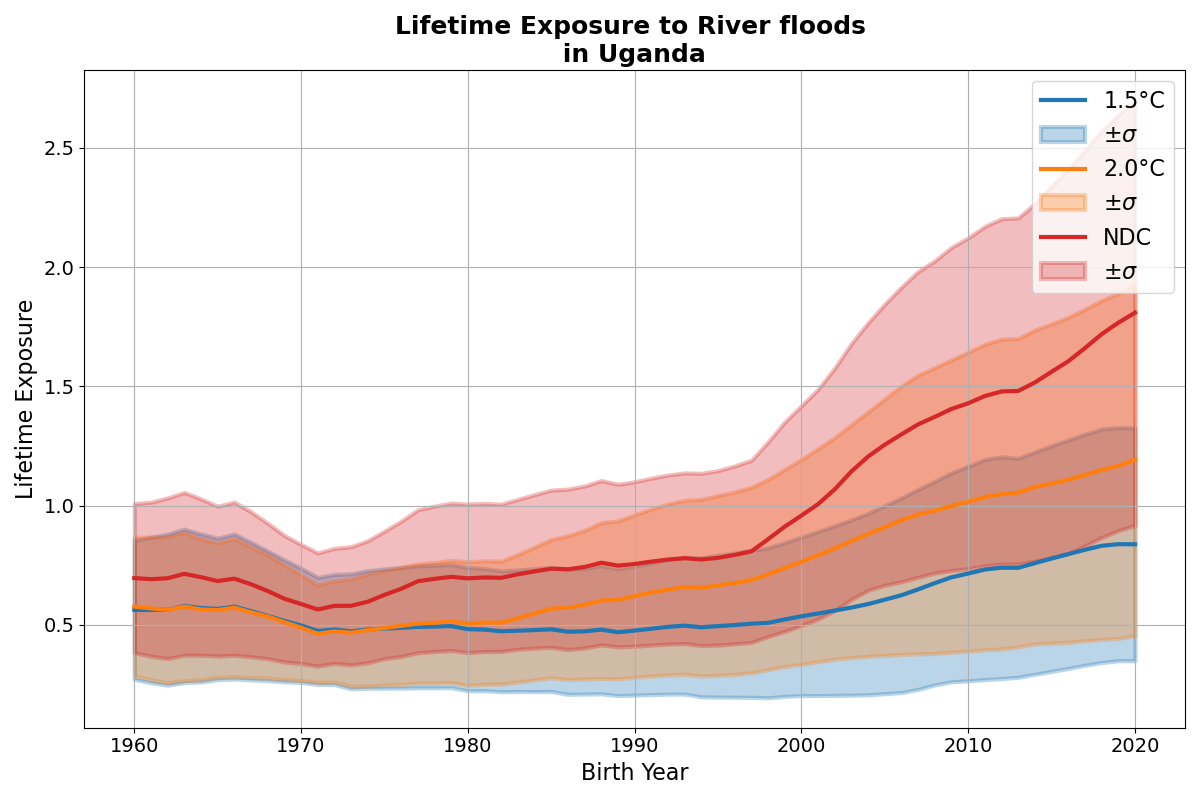 Lifetime Exposure to River floods
in Uganda
Lifetime Exposure
2.5
2.0
1.5
1.0
0.5
1960
1970
1980
1990
2000
2010
2020
Birth Year
1.5°C
±σ
2.0°C
±σ
NDC
±σ